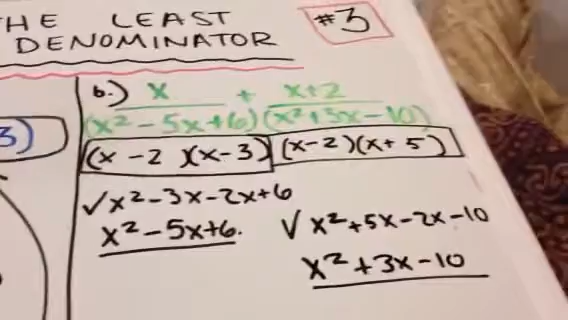 THE LEAST
DENOMINATOR
#3
3)
b.) x + x+2
(x² - 5x+6) (x²+3x-10)
(x -2 )(x-3) (x-2)(x+5)
√x²-3x-2x+6
x²-5x+6.
√x²+5x-2x-10
x²+3x-10